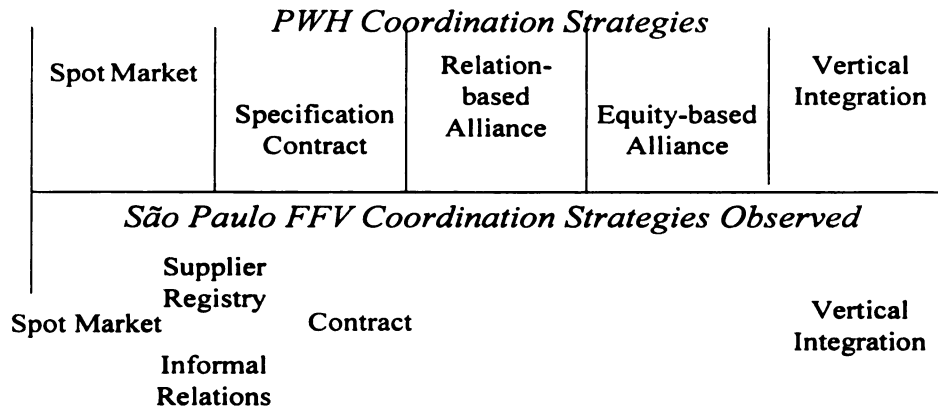 PWH Coordination Strategies
Spot Market
Specification
Contract
Relation-
based
Alliance
Equity-based
Alliance
Vertical
Integration
São Paulo FFV Coordination Strategies Observed
Supplier
Registry
Spot Market
Informal
Relations
Contract
Vertical
Integration